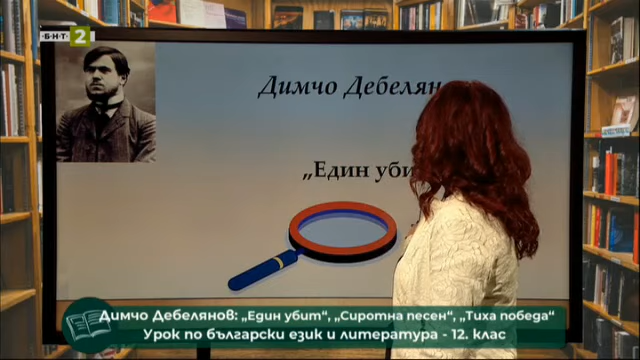 БНТ 2
Димчо Дебелян
„Един уби
Димчо Дебелянов: „Един убит“, „Сиротна песен“, „Тиха победа“
Урок по български език и литература - 12. клас